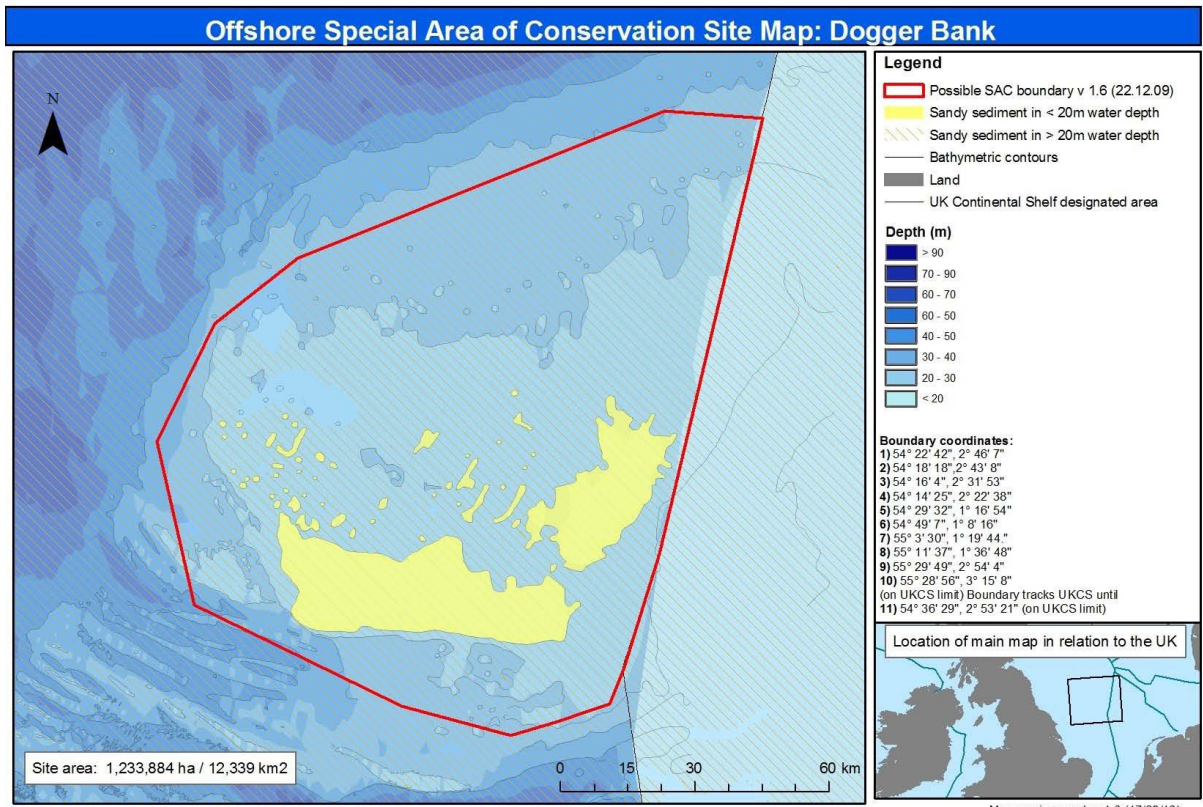 Offshore Special Area of Conservation Site Map: Dogger Bank
N
Site area: 1,233,884 ha / 12,339 km2
0 15 30 60 km
Legend
Possible SAC boundary v 1.6 (22.12.09)
Sandy sediment in < 20m water depth
Sandy sediment in > 20m water depth
Bathymetric contours
Land
UK Continental Shelf designated area
Depth (m)
> 90
70 - 90
60 - 70
60 - 50
40 - 50
30 - 40
20 - 30
< 20
Boundary coordinates:
1) 54° 22' 42", 2° 46' 7"
2) 54° 18' 18",2° 43' 8"
3) 54° 16' 4", 2° 31' 53"
4) 54° 14' 25", 2° 22' 38"
5) 54° 29' 32", 1° 16' 54"
6) 54° 49' 7", 1° 8' 16"
7) 55° 3' 30", 1° 19' 44."
8) 55° 11' 37", 1° 36' 48"
9) 55° 29' 49", 2° 54' 4"
10) 55° 28' 56", 3° 15' 8"
(on UKCS limit) Boundary tracks UKCS until
11) 54° 36' 29", 2° 53' 21" (on UKCS limit)
Location of main map in relation to the UK